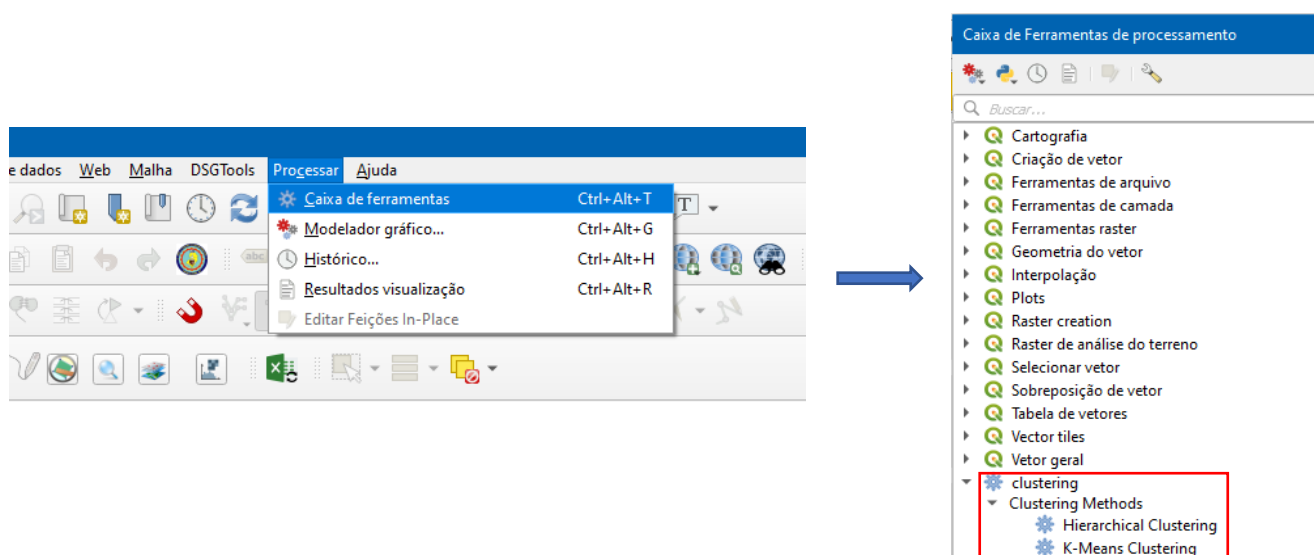 e dados Web Malha DSGTools Processar Ajuda
Caixa de ferramentas Ctrl+Alt+T
Modelador gráfico... Ctrl+Alt+G
Histórico... Ctrl+Alt+H
Resultados visualização Ctrl+Alt+R
Editar Feições In-Place
abc
T
Caixa de Ferramentas de processamento
Buscar...
Cartografia
Criação de vetor
Ferramentas de arquivo
Ferramentas de camada
Ferramentas raster
Geometria do vetor
Interpolação
Plots
Raster creation
Raster de análise do terreno
Selecionar vetor
Sobreposição de vetor
Tabela de vetores
Vector tiles
Vetor geral
clustering
Clustering Methods
Hierarchical Clustering
K-Means Clustering